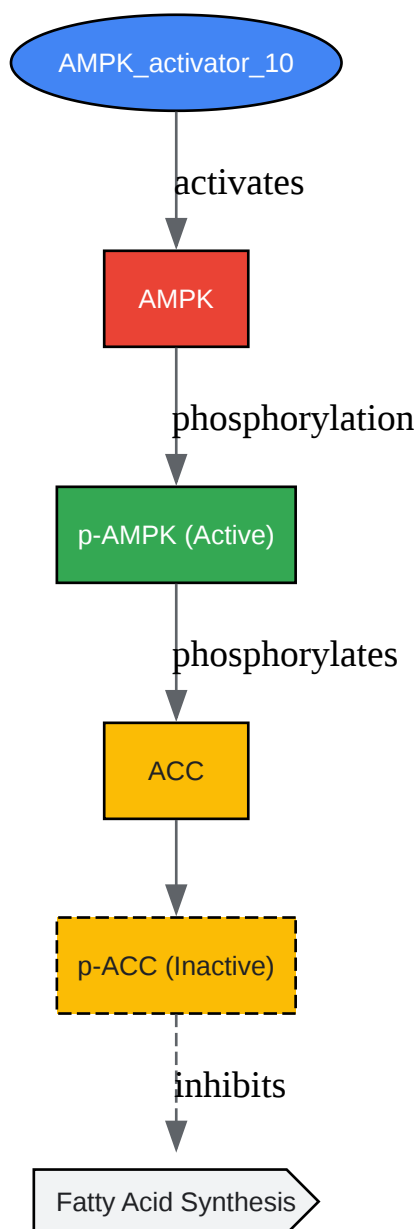 AMPK_activator_10
activates
AMPK
phosphorylation
p-AMPK (Active)
phosphorylates
ACC
p-ACC (Inactive)
inhibits
Fatty Acid Synthesis